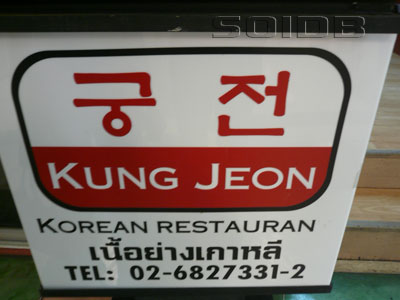 SOIDB
궁 전
KUNG JEON
KOREAN RESTAURAN
เนื้อย่างเกาหลี
TEL: 02-6827331-2